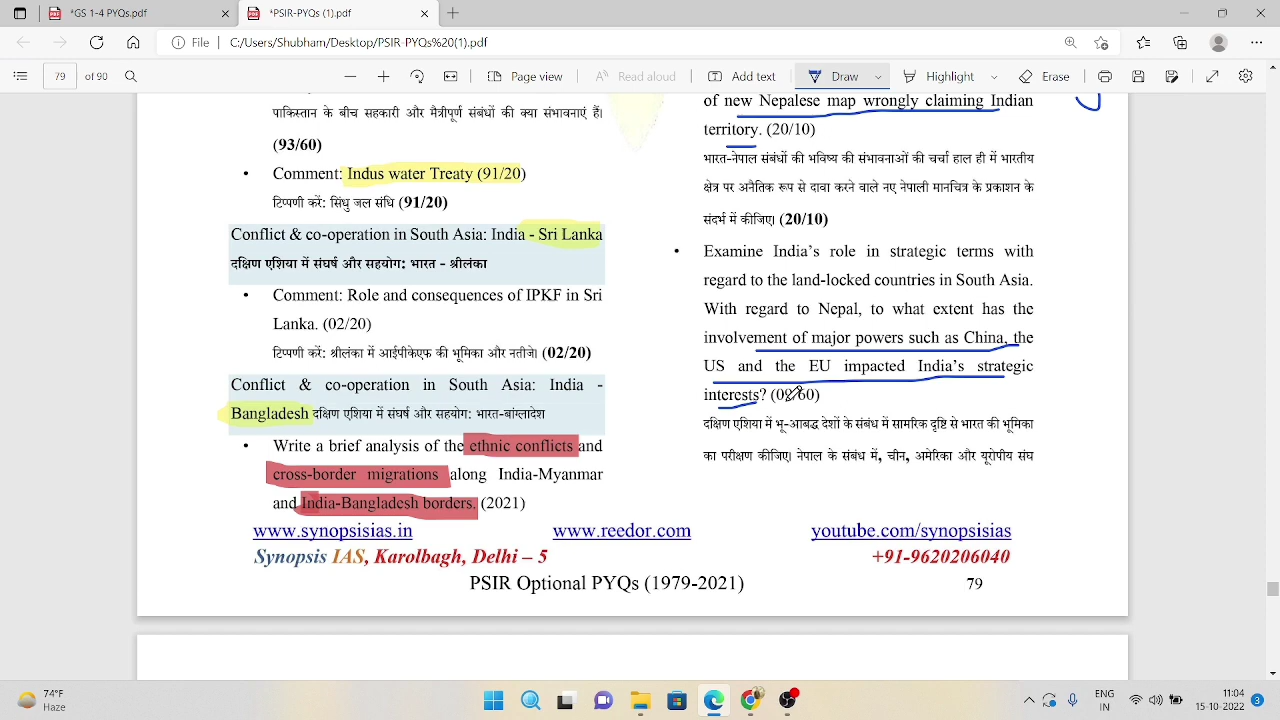 *GS 1-4 PYQs.pdf
*PSIR-PYQs.pdf
File
C:/Users/Shubham/Desktop/PSIR PYQs%20(1).pdf
79
of 90
Page view
Read aloud
Add text
Draw
Highlight
Erase
पाकिस्तान के बीच सहकारी और मैत्रीपूर्ण संबंधों की क्या संभावनाएं हैं।
(93/60)
• Comment: Indus water Treaty (91/20)
टिप्पणी करें: सिंधु जल संधि (91/20)
Conflict & co-operation in South Asia: India - Sri Lanka
दक्षिण एशिया में संघर्ष और सहयोग: भारत - श्रीलंका
• Comment: Role and consequences of IPKF in Sri
Lanka. (02/20)
टिप्पणी करें: श्रीलंका में आईपीकेएफ की भूमिका और नतीजे। (02/20)
Conflict & co-operation in South Asia: India -
Bangladesh दक्षिण एशिया में संघर्ष और सहयोग: भारत-बांग्लादेश
• Write a brief analysis of the ethnic conflicts and
cross-border migrations along India-Myanmar
and India-Bangladesh borders. (2021)
of new Nepalese map wrongly claiming Indian
territory. (20/10)
भारत-नेपाल संबंधों की भविष्य की संभावनाओं की चर्चा हाल ही में भारतीय
क्षेत्र पर अनैतिक रूप से दावा करने वाले नए नेपाली मानचित्र के प्रकाशन के
संदर्भ में कीजिए। (20/10)
• Examine India's role in strategic terms with
regard to the land-locked countries in South Asia.
With regard to Nepal, to what extent has the
involvement of major powers such as China, the
US and the EU impacted India's strategic
interests? (09/60)
दक्षिण एशिया में भू-आबद्ध देशों के संबंध में सामरिक दृष्टि से भारत की भूमिका
का परीक्षण कीजिए। नेपाल के संबंध में, चीन, अमेरिका और यूरोपीय संघ
www.synopsisias.in
www.reedor.com
youtube.com/synopsisias
Synopsis IAS, Karolbagh, Delhi – 5
+91-9620206040
PSIR Optional PYQs (1979-2021)
79
74°F
Haze
ENG
IN
11:04
15-10-2022
3